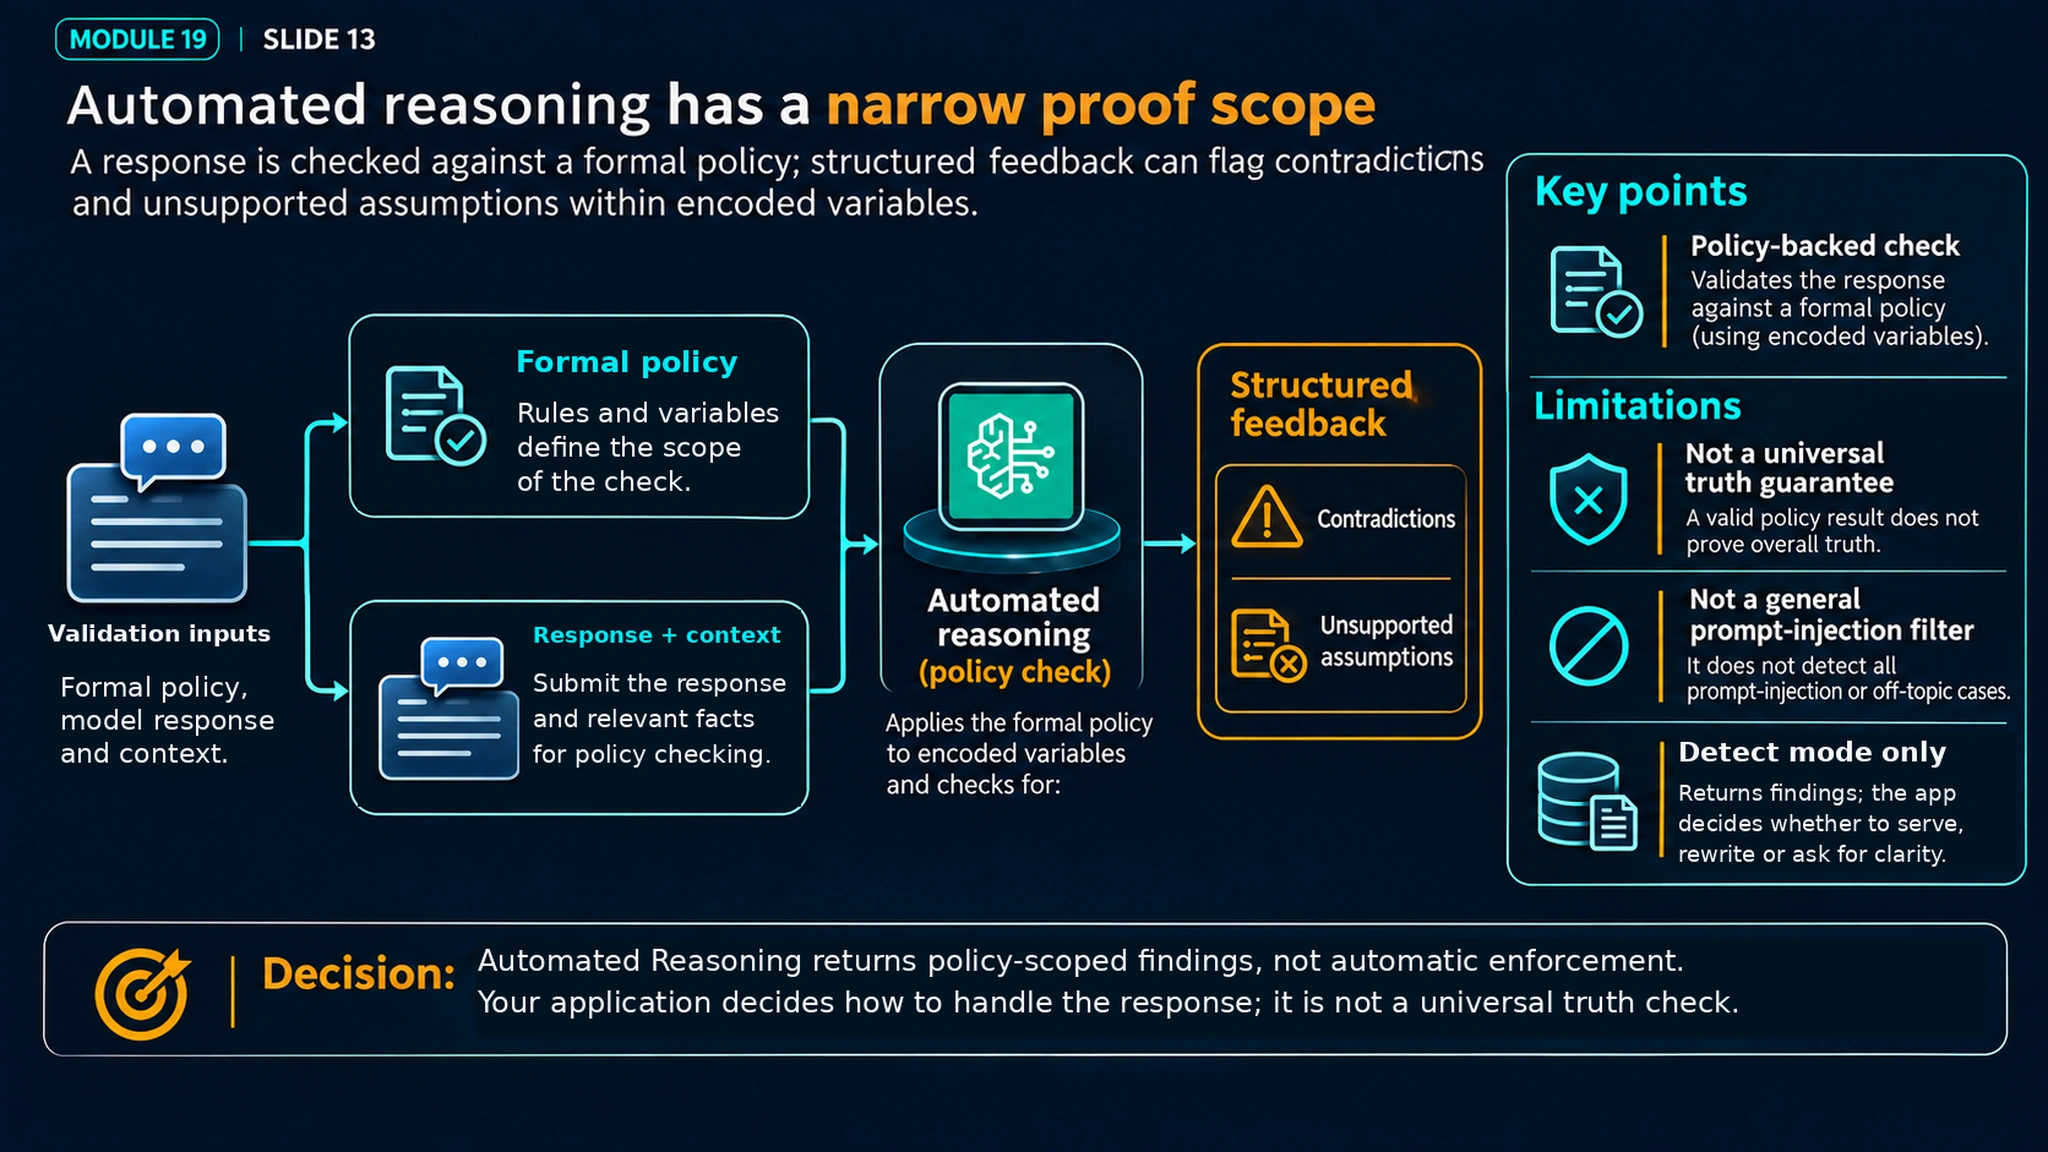 MODULE 19 | SLIDE 13
Automated reasoning has a narrow proof scope
A response is checked against a formal policy; structured feedback can flag contradictions
and unsupported assumptions within encoded variables.
Validation inputs
Formal policy,
model response
and context.
Formal policy
Rules and variables
define the scope
of the check.
Response + context
Submit the response
and relevant facts
for policy checking.
Automated
reasoning
(policy check)
Applies the formal policy
to encoded variables
and checks for:
Structured
feedback
Contradictions
Unsupported
assumptions
Key points
Policy-backed check
Validates the response
against a formal policy
(using encoded variables).
Limitations
Not a universal
truth guarantee
A valid policy result does not
prove overall truth.
Not a general
prompt-injection filter
It does not detect all
prompt-injection or off-topic cases.
Detect mode only
Returns findings; the app
decides whether to serve,
rewrite or ask for clarity.
Decision:
Automated Reasoning returns policy-scoped findings, not automatic enforcement.
Your application decides how to handle the response; it is not a universal truth check.